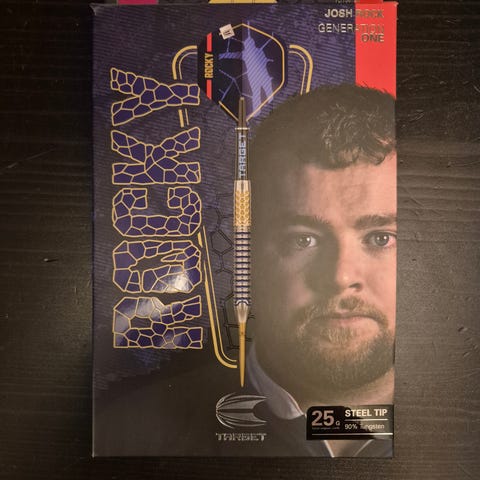 JOSH ROCK
GENERATION
ONE
ROCKY
ROCKY
TARGET
TARGET
25G
STEEL TIP
90% Tungsten